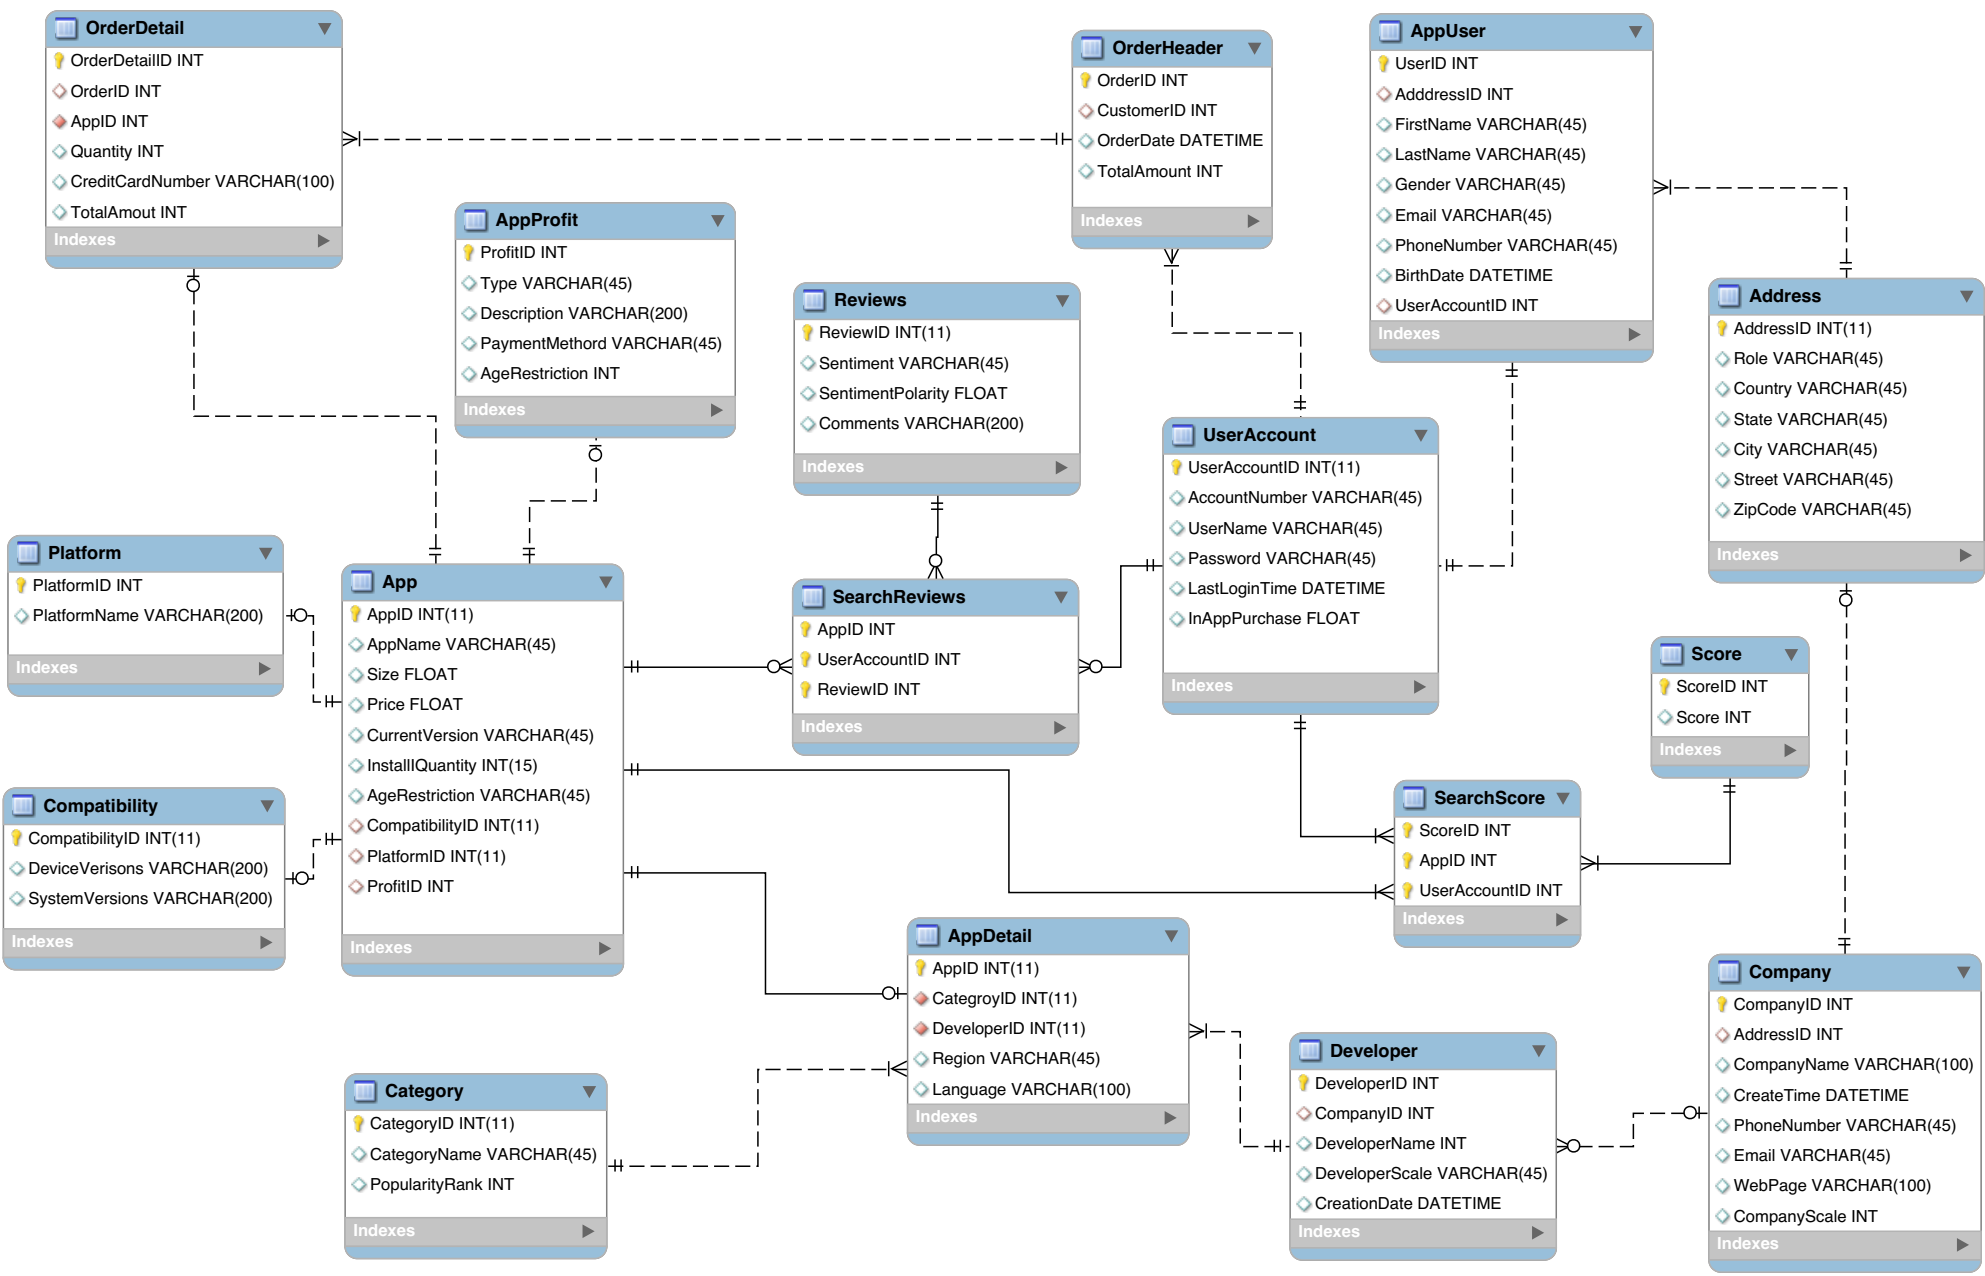 OrderDetail
OrderDetailID INT
OrderID INT
AppID INT
Quantity INT
CreditCardNumber VARCHAR(100)
TotalAmout INT
Indexes
OrderHeader
OrderID INT
CustomerID INT
OrderDate DATETIME
TotalAmount INT
Indexes
AppUser
UserID INT
AdddressID INT
FirstName VARCHAR(45)
LastName VARCHAR(45)
Gender VARCHAR(45)
Email VARCHAR(45)
PhoneNumber VARCHAR(45)
BirthDate DATETIME
UserAccountID INT
Indexes
AppProfit
ProfitID INT
Type VARCHAR(45)
Description VARCHAR(200)
PaymentMethord VARCHAR(45)
AgeRestriction INT
Indexes
Reviews
ReviewID INT(11)
Sentiment VARCHAR(45)
SentimentPolarity FLOAT
Comments VARCHAR(200)
Indexes
Address
AddressID INT(11)
Role VARCHAR(45)
Country VARCHAR(45)
State VARCHAR(45)
City VARCHAR(45)
Street VARCHAR(45)
ZipCode VARCHAR(45)
Indexes
UserAccount
UserAccountID INT(11)
AccountNumber VARCHAR(45)
UserName VARCHAR(45)
Password VARCHAR(45)
LastLoginTime DATETIME
InAppPurchase FLOAT
Indexes
Platform
PlatformID INT
PlatformName VARCHAR(200)
Indexes
App
AppID INT(11)
AppName VARCHAR(45)
Size FLOAT
Price FLOAT
CurrentVersion VARCHAR(45)
InstallIQuantity INT(15)
AgeRestriction VARCHAR(45)
CompatibilityID INT(11)
PlatformID INT(11)
ProfitID INT
Indexes
SearchReviews
AppID INT
UserAccountID INT
ReviewID INT
Indexes
Score
ScoreID INT
Score INT
Indexes
Compatibility
CompatibilityID INT(11)
DeviceVerisons VARCHAR(200)
SystemVersions VARCHAR(200)
Indexes
SearchScore
ScoreID INT
AppID INT
UserAccountID INT
Indexes
AppDetail
AppID INT(11)
CategroyID INT(11)
DeveloperID INT(11)
Region VARCHAR(45)
Language VARCHAR(100)
Indexes
Company
CompanyID INT
AddressID INT
CompanyName VARCHAR(100)
CreateTime DATETIME
PhoneNumber VARCHAR(45)
Email VARCHAR(45)
WebPage VARCHAR(100)
CompanyScale INT
Indexes
Developer
DeveloperID INT
CompanyID INT
DeveloperName INT
DeveloperScale VARCHAR(45)
CreationDate DATETIME
Indexes
Category
CategoryID INT(11)
CategoryName VARCHAR(45)
PopularityRank INT
Indexes